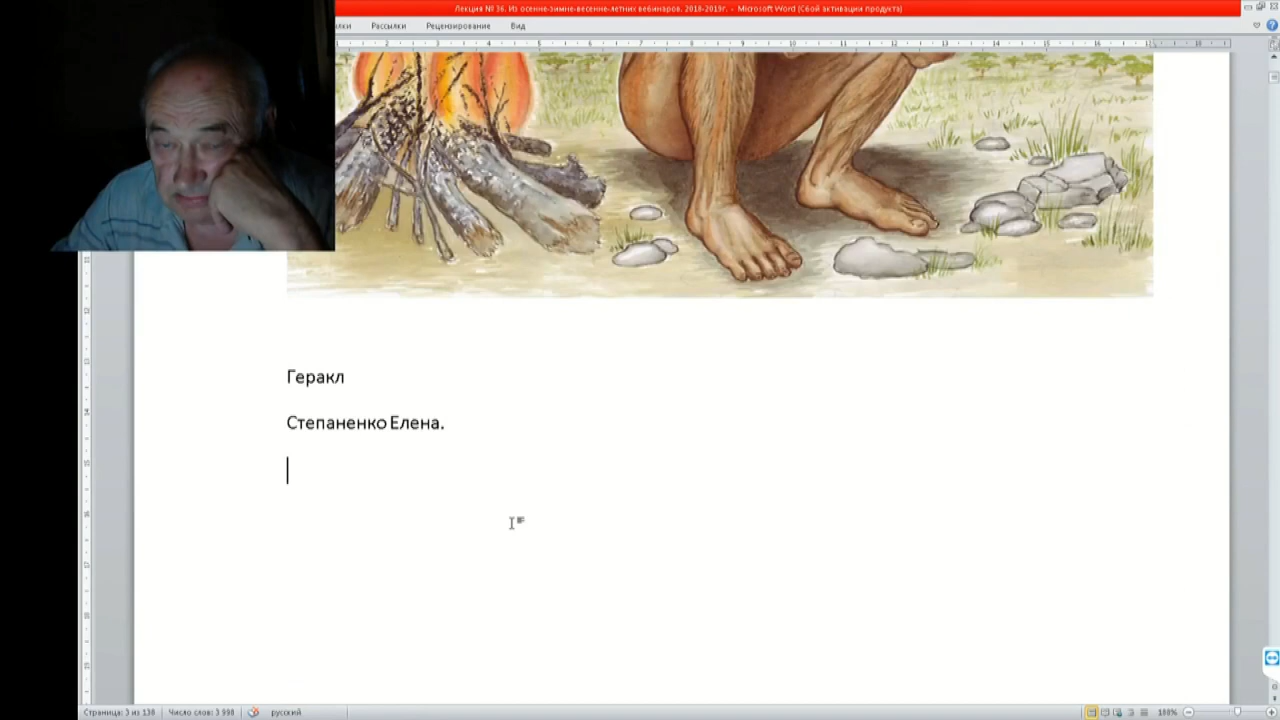 Лекция № 36. Из осенне-зимне-весенне-летних вебинаров. 2018-2019г. - Microsoft Word (Сбой активации продукта)
Рассылки Рецензирование Вид
Геракл
Степаненко Елена.
Страница: 3 из 138 Число слов: 3 998 русский
188%